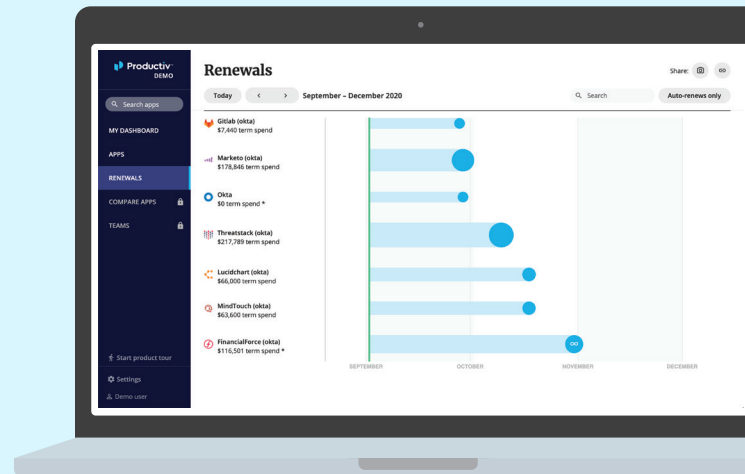 Productiv
DEMO
Search apps
MY DASHBOARD
APPS
RENEWALS
COMPARE APPS
TEAMS
Start product tour
Settings
Demo user
Renewals
Share:
Today < > September – December 2020
Search
Auto-renews only
Gitlab (okta)
$7,440 term spend
Marketo (okta)
$178,846 term spend
Okta
$0 term spend *
Threatstack (okta)
$217,789 term spend
Lucidchart (okta)
$66,000 term spend
MindTouch (okta)
$63,600 term spend
FinancialForce (okta)
$116,501 term spend *
SEPTEMBER OCTOBER NOVEMBER DECEMBER